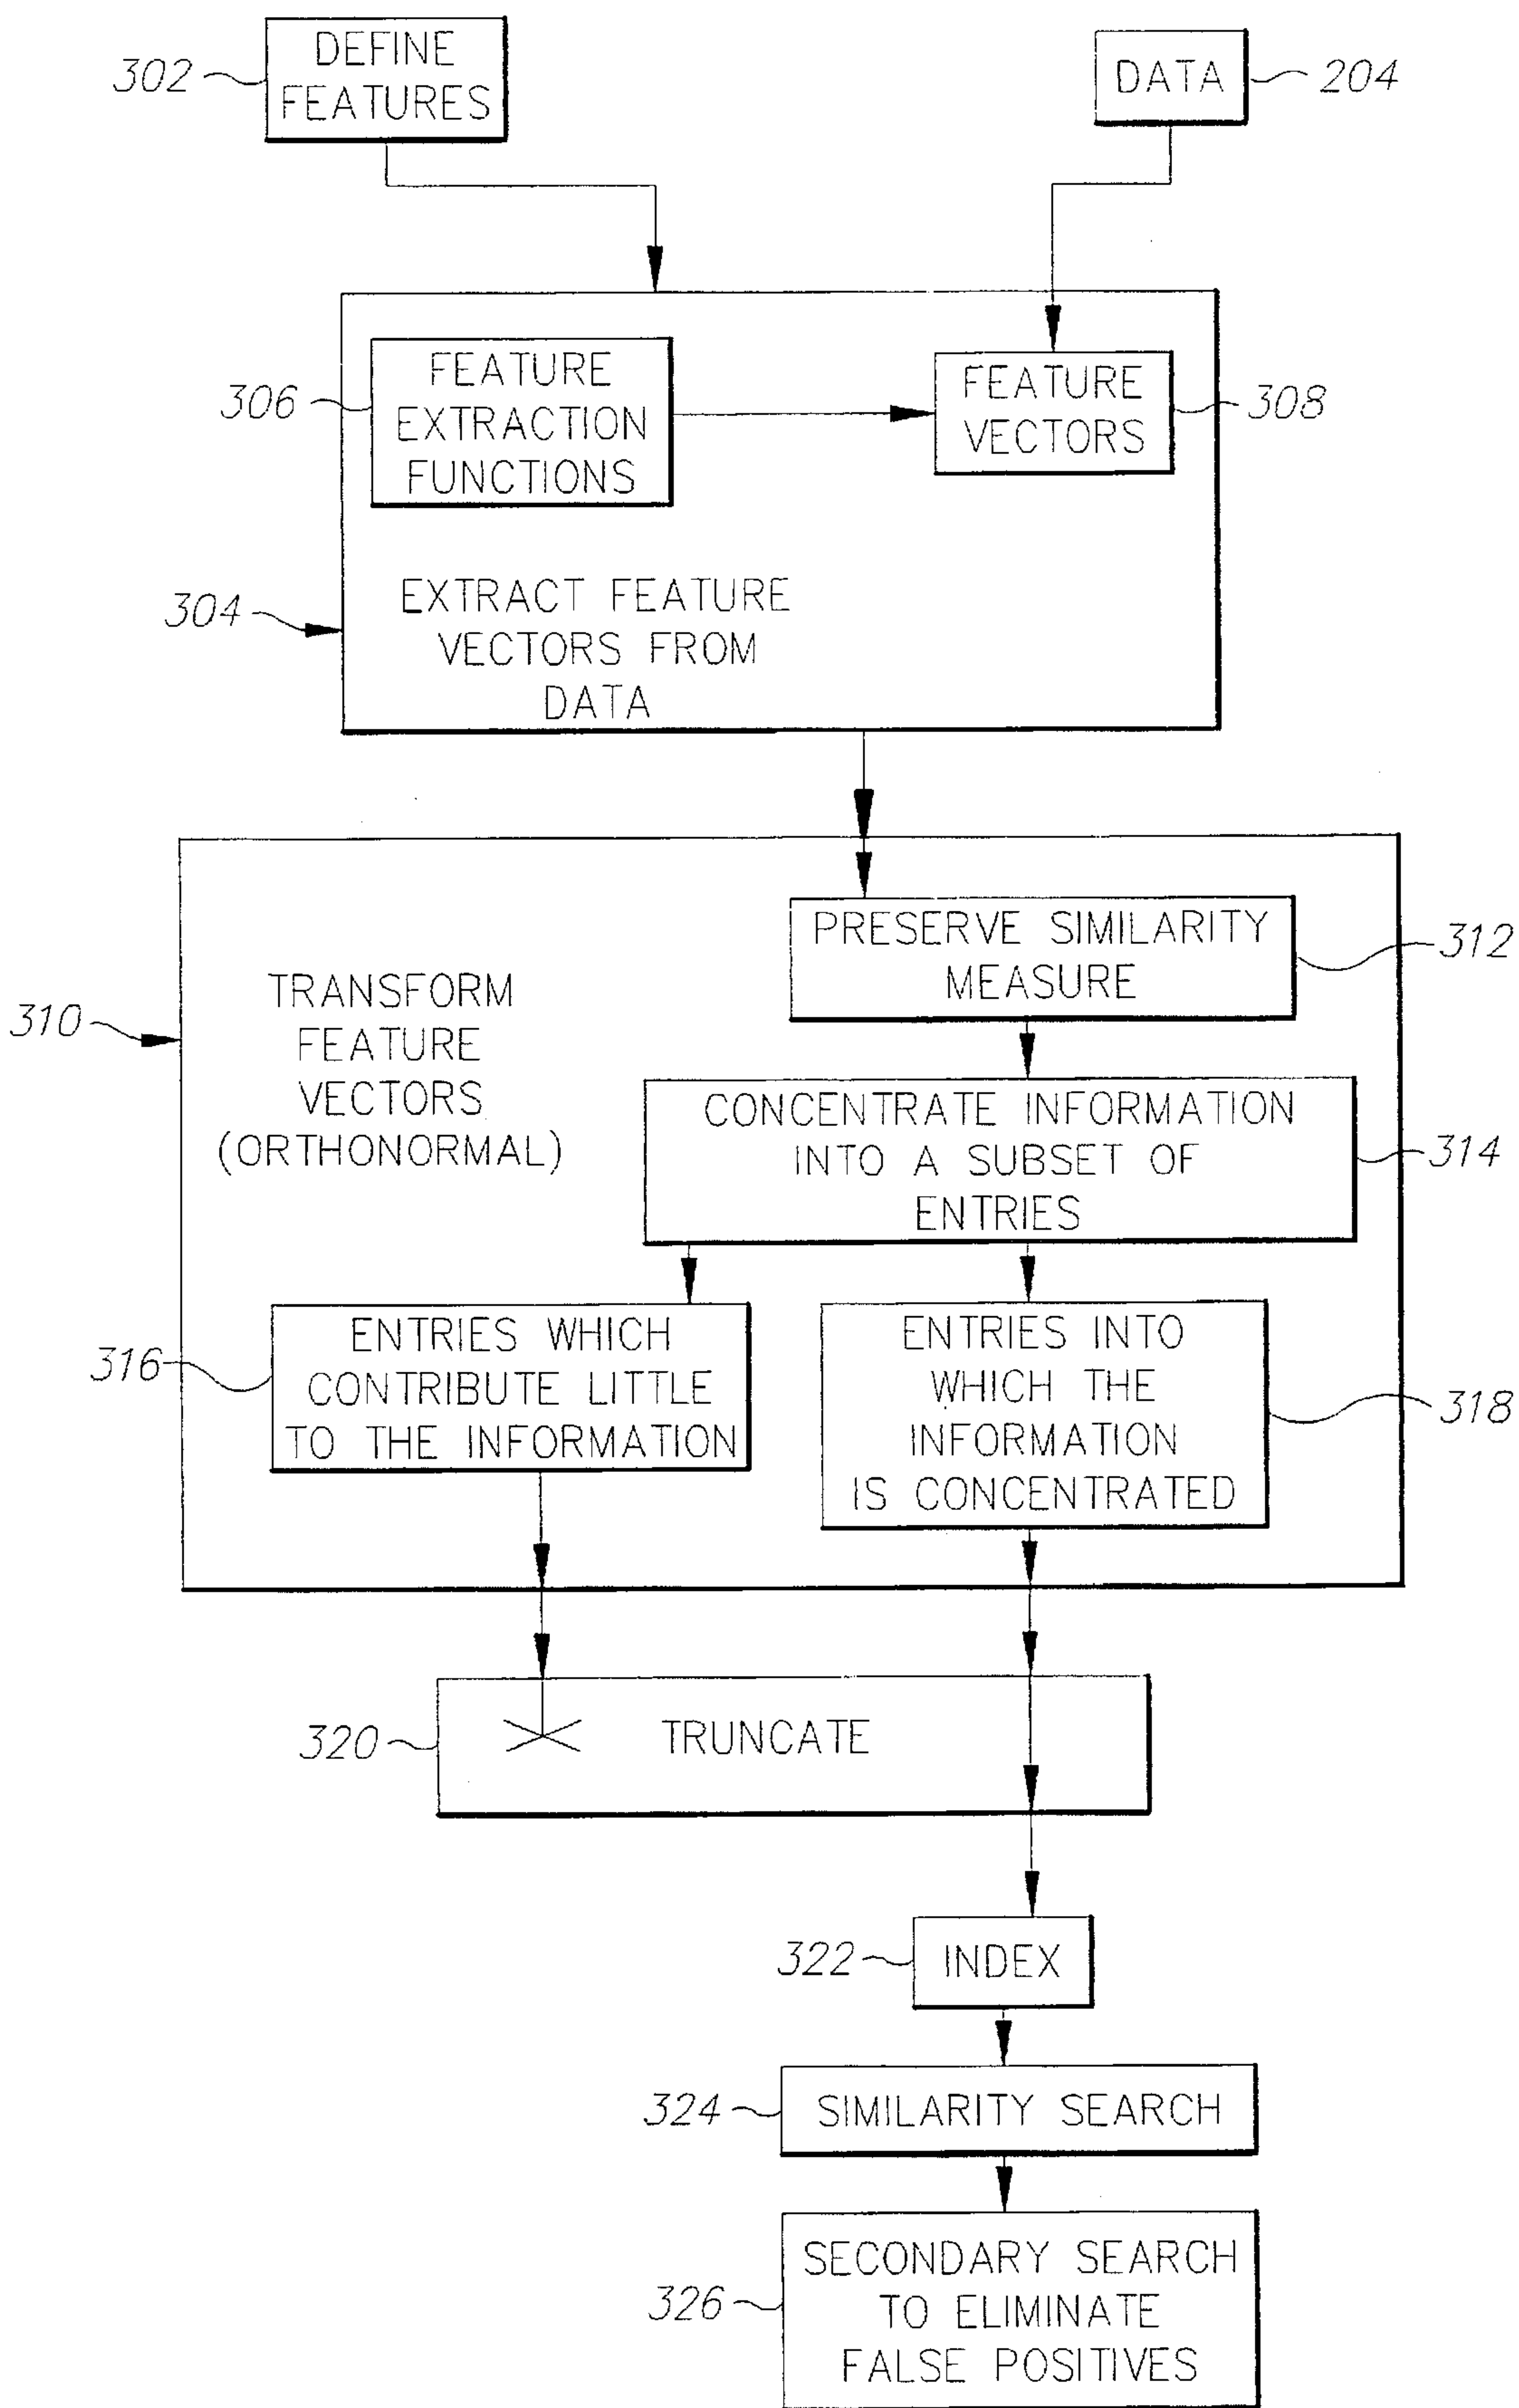 302
DEFINE
FEATURES
DATA
204
306
FEATURE
EXTRACTION
FUNCTIONS
FEATURE
VECTORS
308
304
EXTRACT FEATURE
VECTORS FROM
DATA
PRESERVE SIMILARITY
MEASURE
312
310
TRANSFORM
FEATURE
VECTORS
(ORTHONORMAL)
CONCENTRATE INFORMATION
INTO A SUBSET OF
ENTRIES
314
316
ENTRIES WHICH
CONTRIBUTE LITTLE
TO THE INFORMATION
ENTRIES INTO
WHICH THE
INFORMATION
IS CONCENTRATED
318
320
TRUNCATE
322
INDEX
324
SIMILARITY SEARCH
326
SECONDARY SEARCH
TO ELIMINATE
FALSE POSITIVES